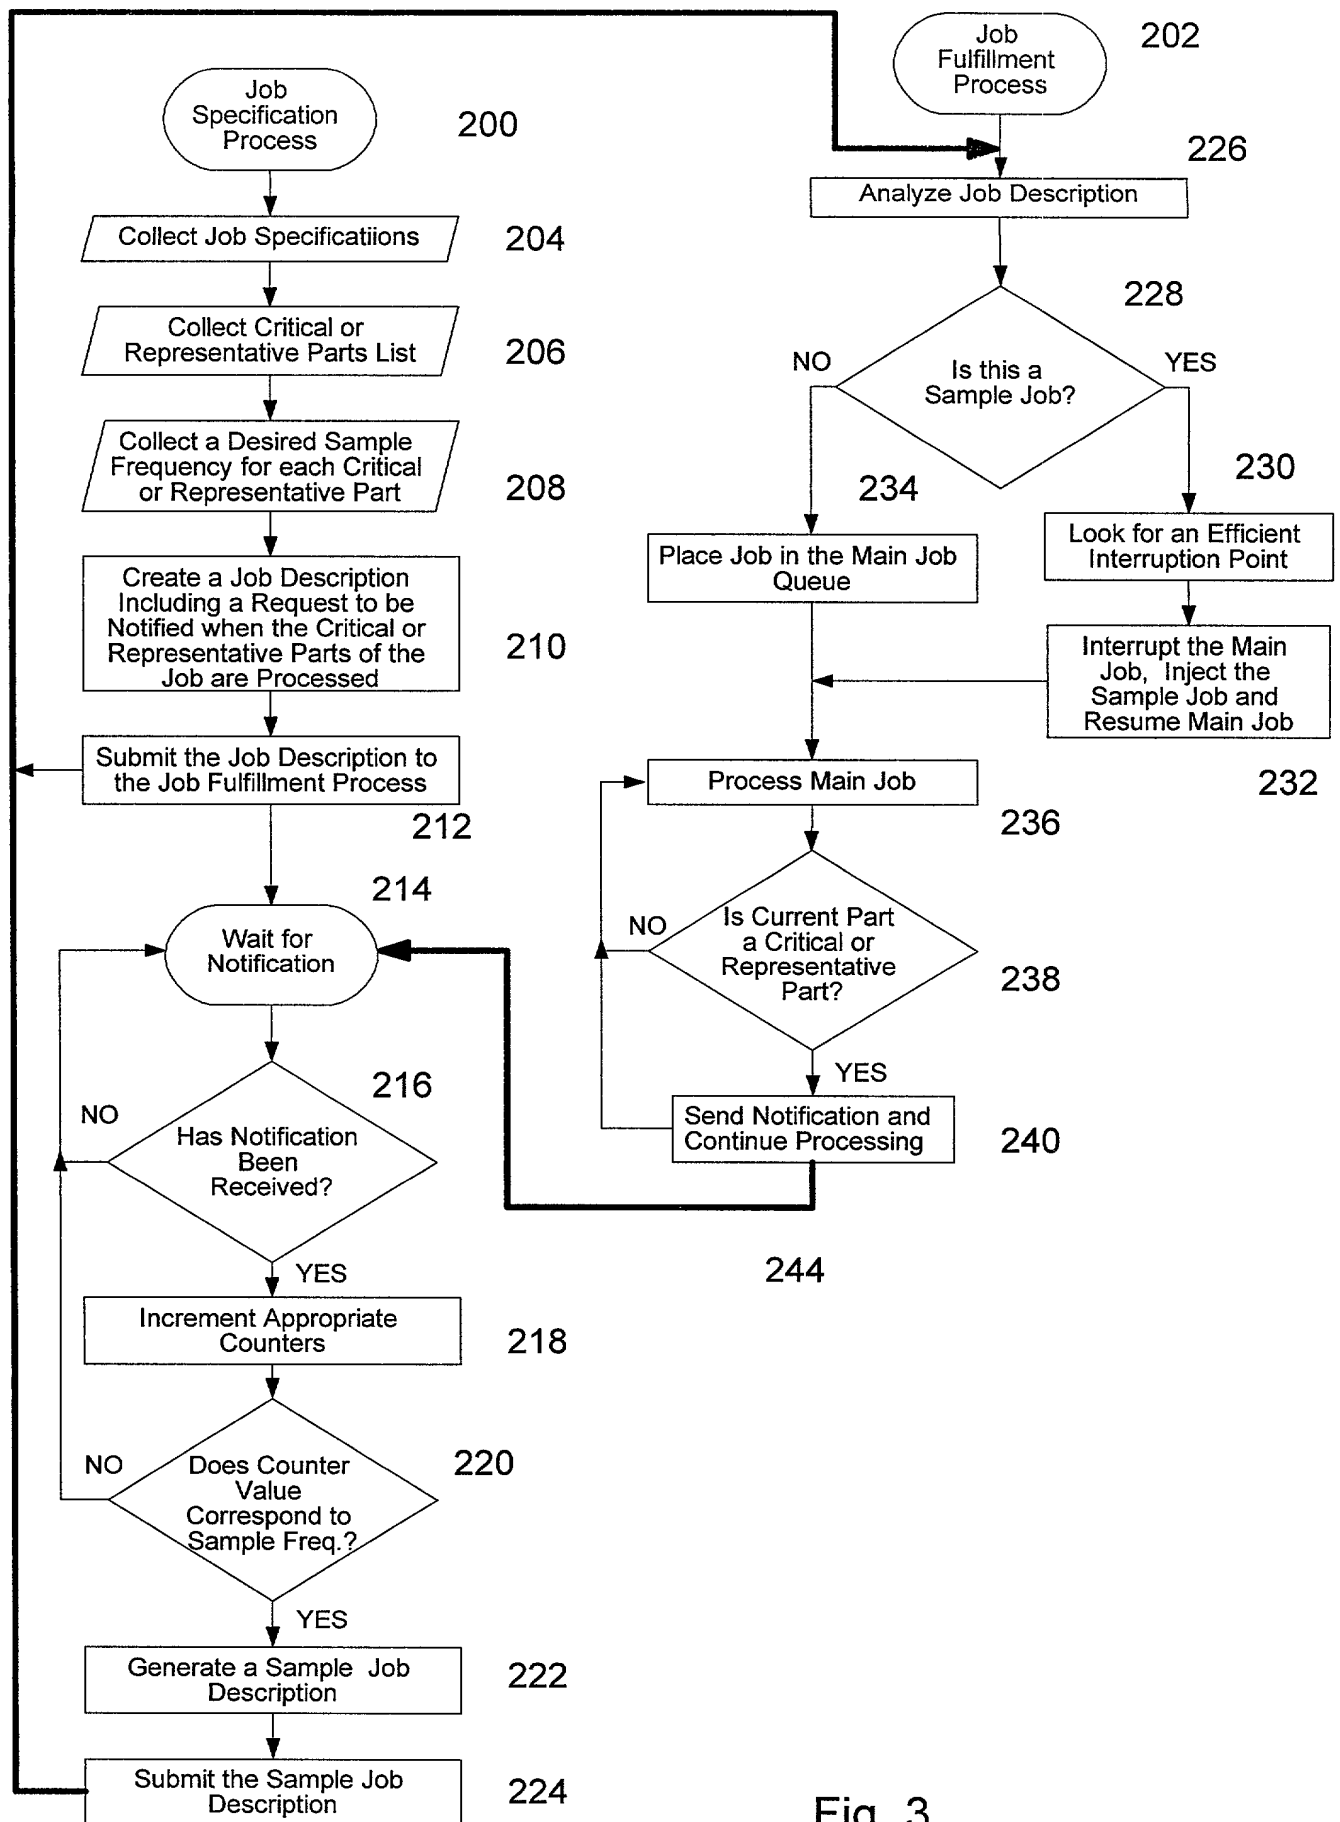 Job
Specification
Process
200
Collect Job Specificatiions
204
Collect Critical or
Representative Parts List
206
Collect a Desired Sample
Frequency for each Critical
or Representative Part
208
Create a Job Description
Including a Request to be
Notified when the Critical or
Representative Parts of the
Job are Processed
210
Submit the Job Description to
the Job Fulfillment Process
212
214
Wait for
Notification
216
NO
Has Notification
Been
Received?
YES
Increment Appropriate
Counters
218
220
NO
Does Counter
Value
Correspond to
Sample Freq.?
YES
Generate a Sample Job
Description
222
Submit the Sample Job
Description
224
Job
Fulfillment
Process
202
226
Analyze Job Description
228
NO
YES
Is this a
Sample Job?
230
234
Look for an Efficient
Interruption Point
Place Job in the Main Job
Queue
Interrupt the Main
Job, Inject the
Sample Job and
Resume Main Job
232
Process Main Job
236
NO
Is Current Part
a Critical or
Representative
Part?
238
YES
Send Notification and
Continue Processing
240
244
Fig. 3